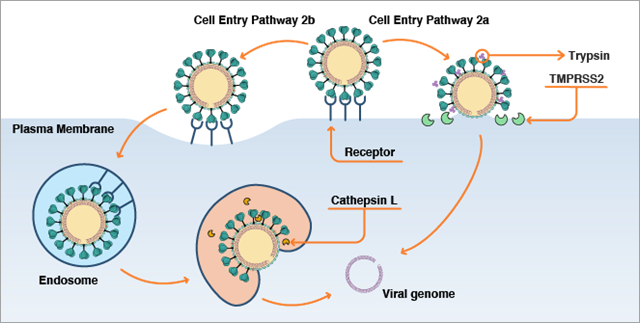 Cell Entry Pathway 2b
Cell Entry Pathway 2a
Trypsin
TMPRSS2
Plasma Membrane
Receptor
Cathepsin L
Endosome
Viral genome